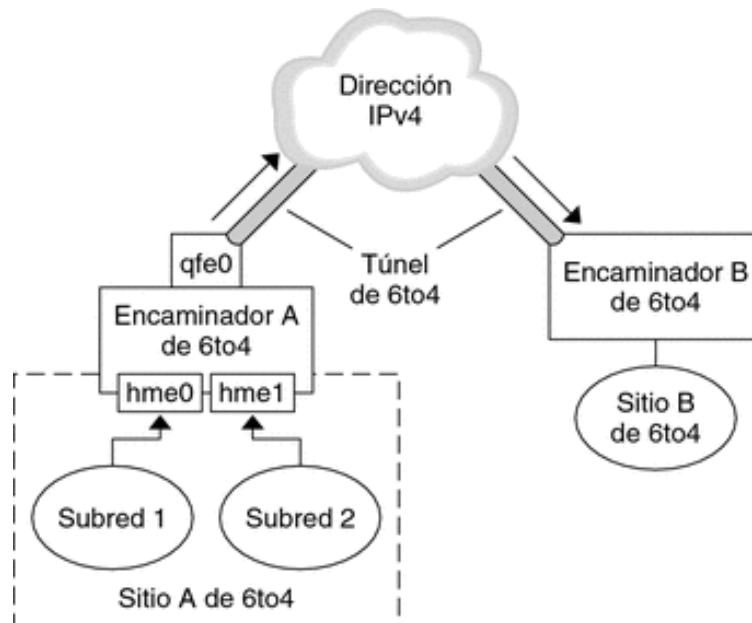 Dirección
IPv4
qfe0
Túnel
de 6to4
Encaminador A
de 6to4
Encaminador B
de 6to4
hme0
hme1
Sitio B
de 6to4
Subred 1
Subred 2
Sitio A de 6to4